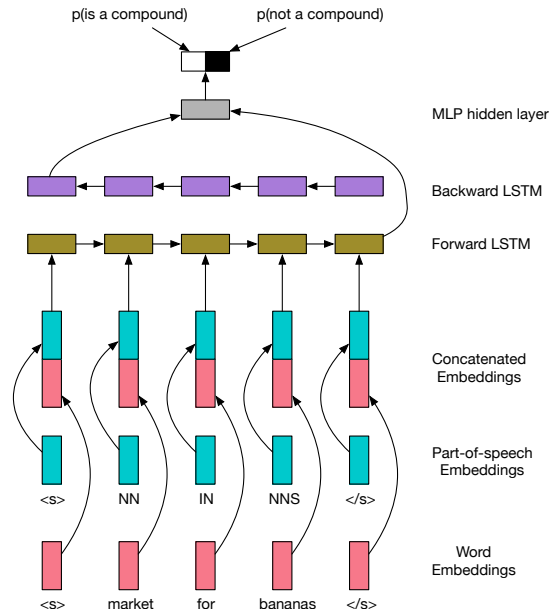 p(is a compound) p(not a compound)
MLP hidden layer
Backward LSTM
Forward LSTM
Concatenated
Embeddings
Part-of-speech
Embeddings
<s> NN IN NNS </s>
Word
Embeddings
<s> market for bananas </s>